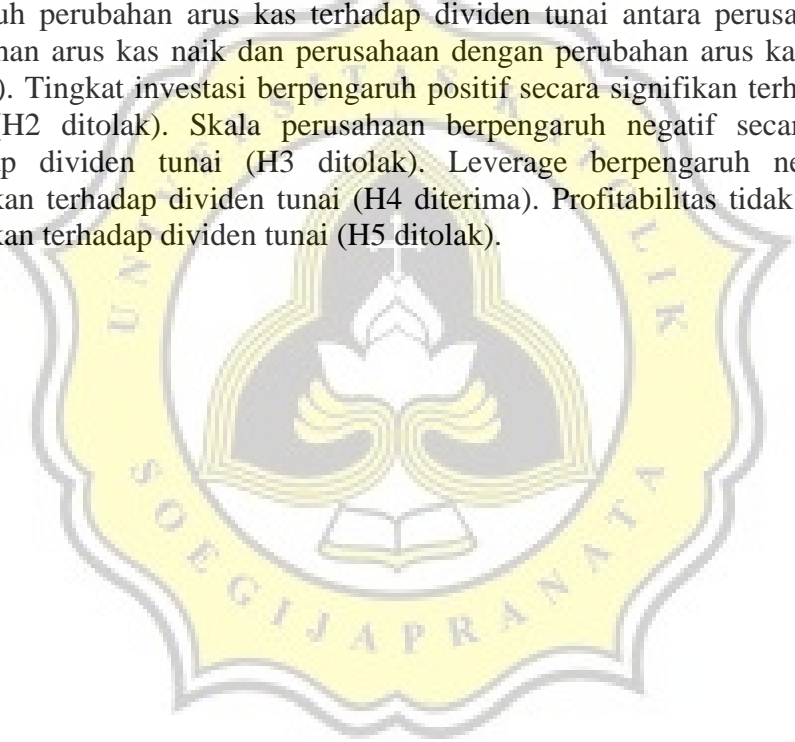 uh perubahan arus kas terhadap dividen tunai antara perusa
han arus kas naik dan perusahaan dengan perubahan arus ka
). Tingkat investasi berpengaruh positif secara signifikan terh
(H2 ditolak). Skala perusahaan berpengaruh negatif secar
p dividen tunai (H3 ditolak). Leverage berpengaruh ne
kan terhadap dividen tunai (H4 diterima). Profitabilitas tidak
kan terhadap dividen tunai (H5 ditolak).
UNIVERSITAS KATOLIK
SOEGIJAPRANATA